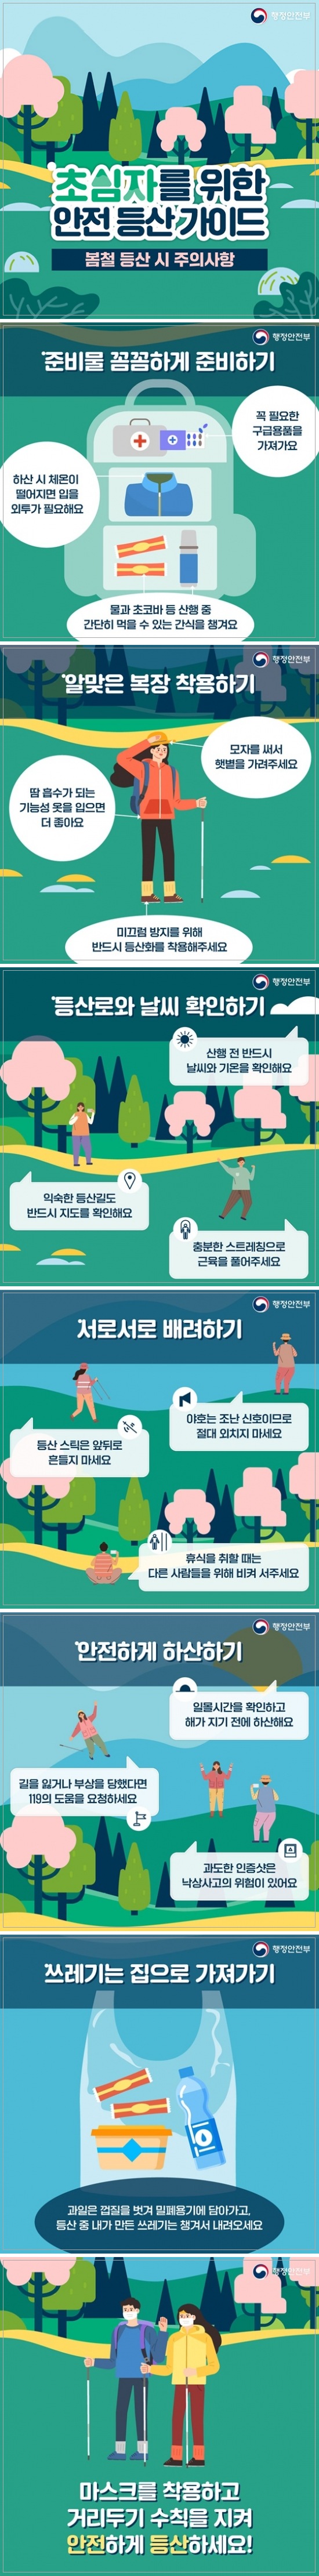 행정안전부
초심자를 위한
안전 등산 가이드
봄철 등산 시 주의사항
행정안전부
준비물 꼼꼼하게 준비하기
꼭 필요한
구급용품을
가져가요
하산 시 체온이
떨어지면 입을
외투가 필요해요
물과 초코바 등 산행 중
간단히 먹을 수 있는 간식을 챙겨요
행정안전부
알맞은 복장 착용하기
모자를 써서
햇볕을 가려주세요
땀 흡수가 되는
기능성 옷을 입으면
더 좋아요
미끄럼 방지를 위해
반드시 등산화를 착용해주세요
행정안전부
등산로와 날씨 확인하기
산행 전 반드시
날씨와 기온을 확인해요
익숙한 등산길도
반드시 지도를 확인해요
충분한 스트레칭으로
근육을 풀어주세요
행정안전부
서로서로 배려하기
야호는 조난 신호이므로
절대 외치지 마세요
등산 스틱은 앞뒤로
흔들지 마세요
휴식을 취할 때는
다른 사람들을 위해 비켜 서주세요
행정안전부
안전하게 하산하기
일몰시간을 확인하고
해가 지기 전에 하산해요
길을 잃거나 부상을 당했다면
119의 도움을 요청하세요
과도한 인증샷은
낙상사고의 위험이 있어요
행정안전부
쓰레기는 집으로 가져가기
과일은 껍질을 벗겨 밀폐용기에 담아가고,
등산 중 내가 만든 쓰레기는 챙겨서 내려오세요
행정안전부
마스크를 착용하고
거리두기 수칙을 지켜
안전하게 등산하세요!